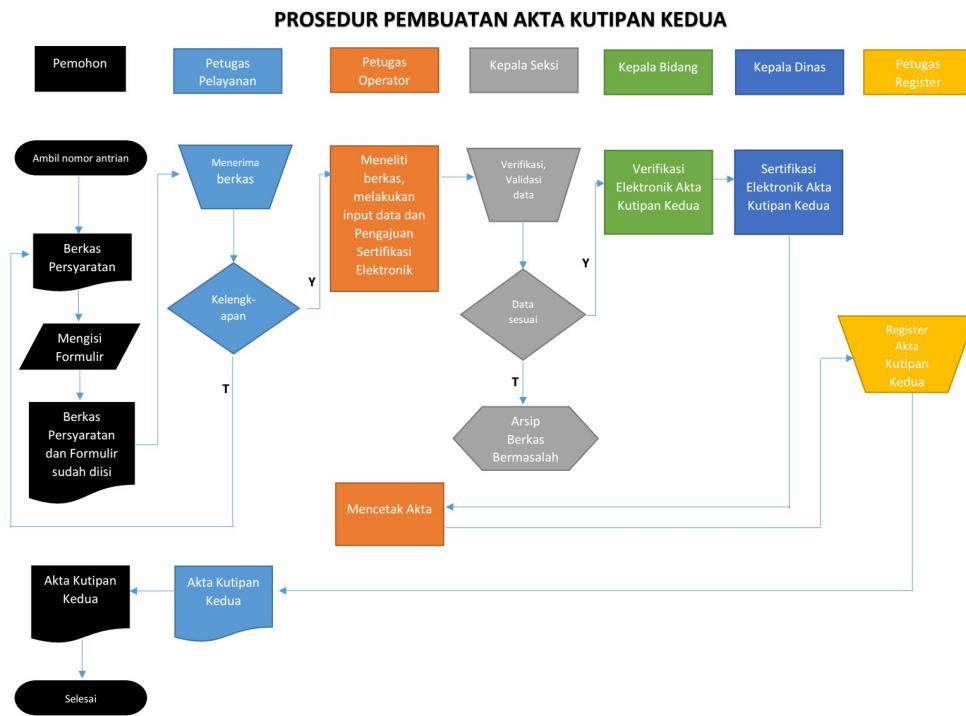 PROSEDUR PEMBUATAN AKTA KUTIPAN KEDUA
Pemohon
Petugas
Pelayanan
Petugas
Operator
Kepala Seksi
Kepala Bidang
Kepala Dinas
Petugas
Register
Ambil nomor antrian
Menerima
berkas
Meneliti
berkas,
melakukan
input data dan
Pengajuan
Sertifikasi
Elektronik
Verifikasi,
Validasi
data
Verifikasi
Elektronik Akta
Kutipan Kedua
Sertifikasi
Elektronik Akta
Kutipan Kedua
Berkas
Persyaratan
Kelengk-
apan
Y
Data
sesuai
Y
Mengisi
Formulir
Register
Akta
Kutipan
Kedua
T
T
Berkas
Persyaratan
dan Formulir
sudah diisi
Arsip
Berkas
Bermasalah
Mencetak Akta
Akta Kutipan
Kedua
Akta Kutipan
Kedua
Selesai